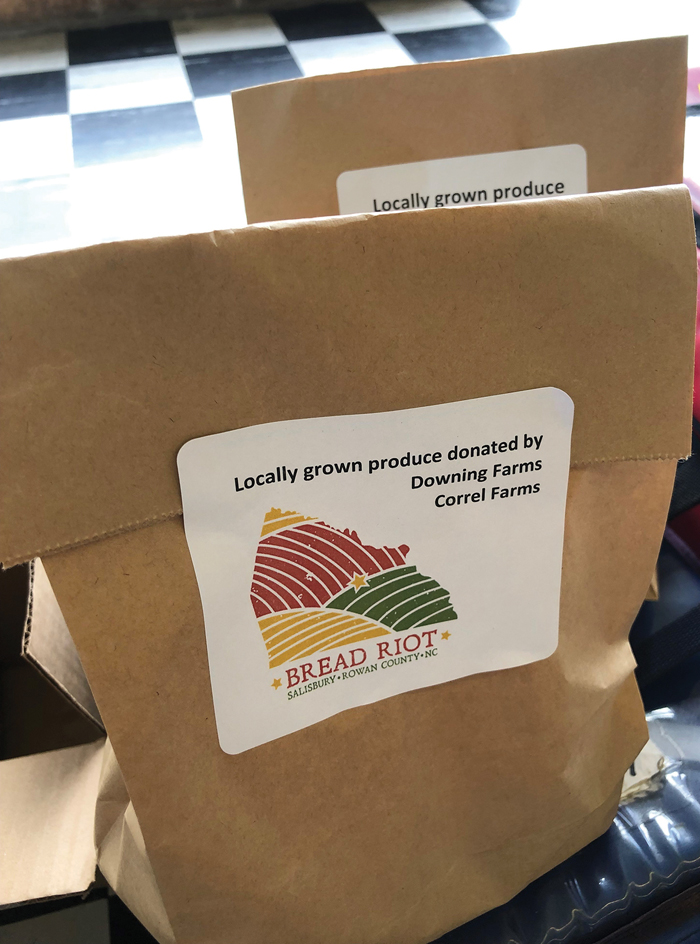 Locally grown produce
Locally grown produce donated by
Downing Farms
Correl Farms
BREAD RIOT
SALISBURY•ROWAN COUNTY•NC